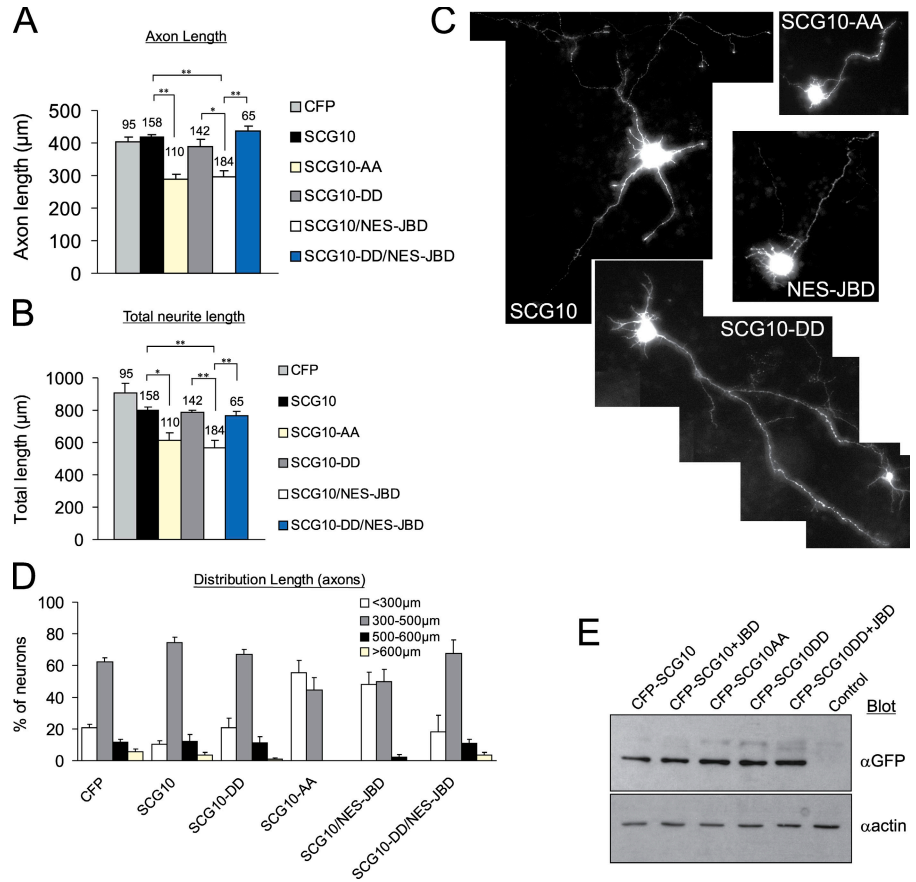 A
Axon Length
**
**
*
**
95
158
110
142
184
65
500
400
300
200
100
0
Axon length (µm)
CFP
SCG10
SCG10-AA
SCG10-DD
SCG10/NES-JBD
SCG10-DD/NES-JBD
B
Total neurite length
**
*
**
**
95
158
110
142
184
65
1000
800
600
400
200
0
Total length (µm)
CFP
SCG10
SCG10-AA
SCG10-DD
SCG10/NES-JBD
SCG10-DD/NES-JBD
C
SCG10
SCG10-AA
NES-JBD
SCG10-DD
D
Distribution Length (axons)
<300µm
300-500µm
500-600µm
>600µm
100
80
60
40
20
0
% of neurons
CFP
SCG10
SCG10-DD
SCG10-AA
SCG10/NES-JBD
SCG10-DD/NES-JBD
E
CFP-SCG10
CFP-SCG10+JBD
CFP-SCG10AA
CFP-SCG10DD
CFP-SCG10DD+JBD
Control
Blot
αGFP
αactin